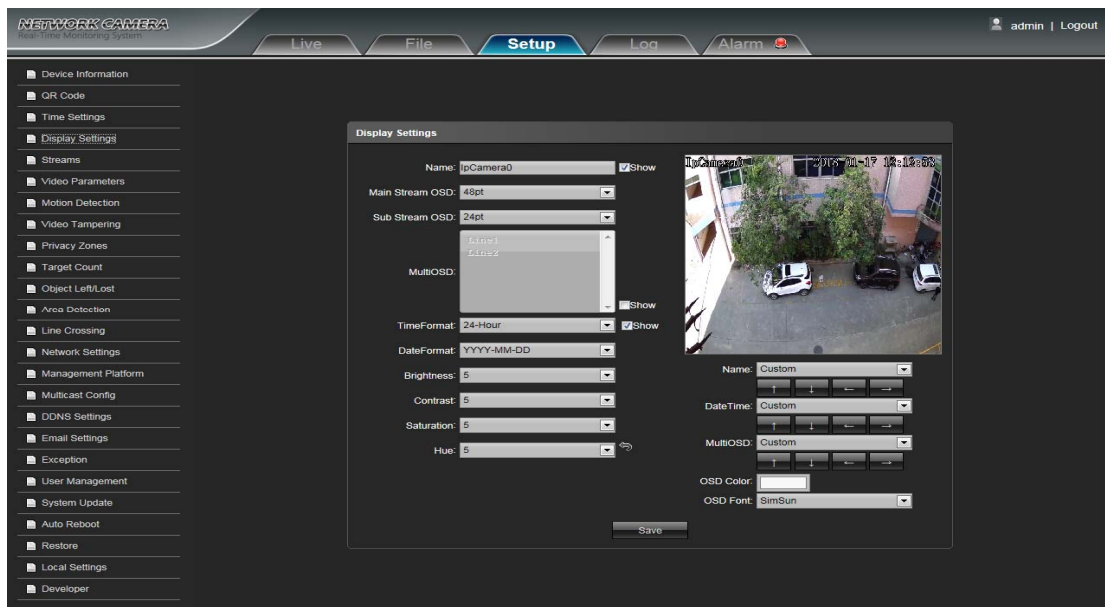 NETWORK CAMERA
Real-Time Monitoring System
admin | Logout
Live
File
Setup
Log
Alarm
Device Information
QR Code
Time Settings
Display Settings
Streams
Video Parameters
Motion Detection
Video Tampering
Privacy Zones
Target Count
Object Left/Lost
Area Detection
Line Crossing
Network Settings
Management Platform
Multicast Config
DDNS Settings
Email Settings
Exception
User Management
System Update
Auto Reboot
Restore
Local Settings
Developer
Display Settings
Name: IpCamera0 Show
Main Stream OSD: 48pt
Sub Stream OSD: 24pt
MultiOSD:
Line1
Line2
Show
TimeFormat: 24-Hour Show
DateFormat: YYYY-MM-DD
Brightness: 5
Contrast: 5
Saturation: 5
Hue: 5
IpCamera0
Name: Custom
↑ ↓ ← →
DateTime: Custom
↑ ↓ ← →
MultiOSD: Custom
↑ ↓ ← →
OSD Color:
OSD Font: SimSun
Save